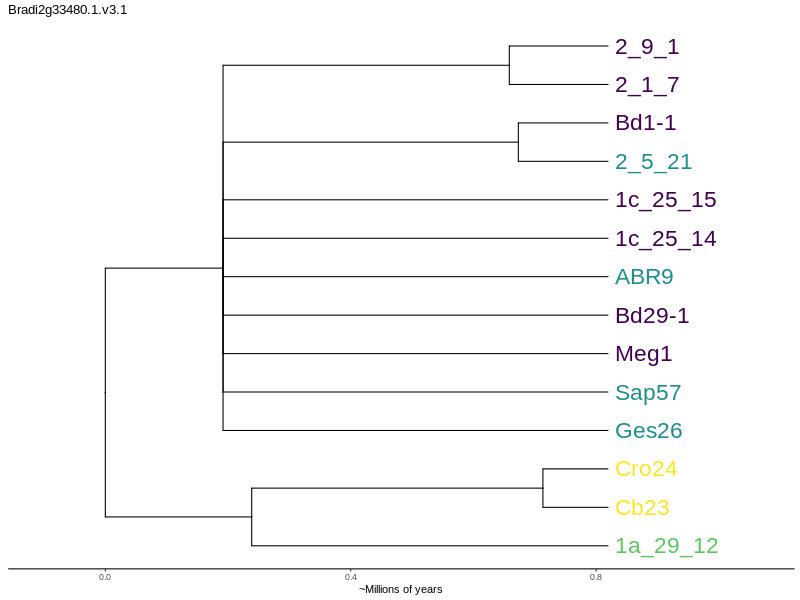 Bradi2g33480.1.v3.1
2_9_1
2_1_7
Bd1-1
2_5_21
1c_25_15
1c_25_14
ABR9
Bd29-1
Meg1
Sap57
Ges26
Cro24
Cb23
1a_29_12
0.0 0.4 0.8
~Millions of years